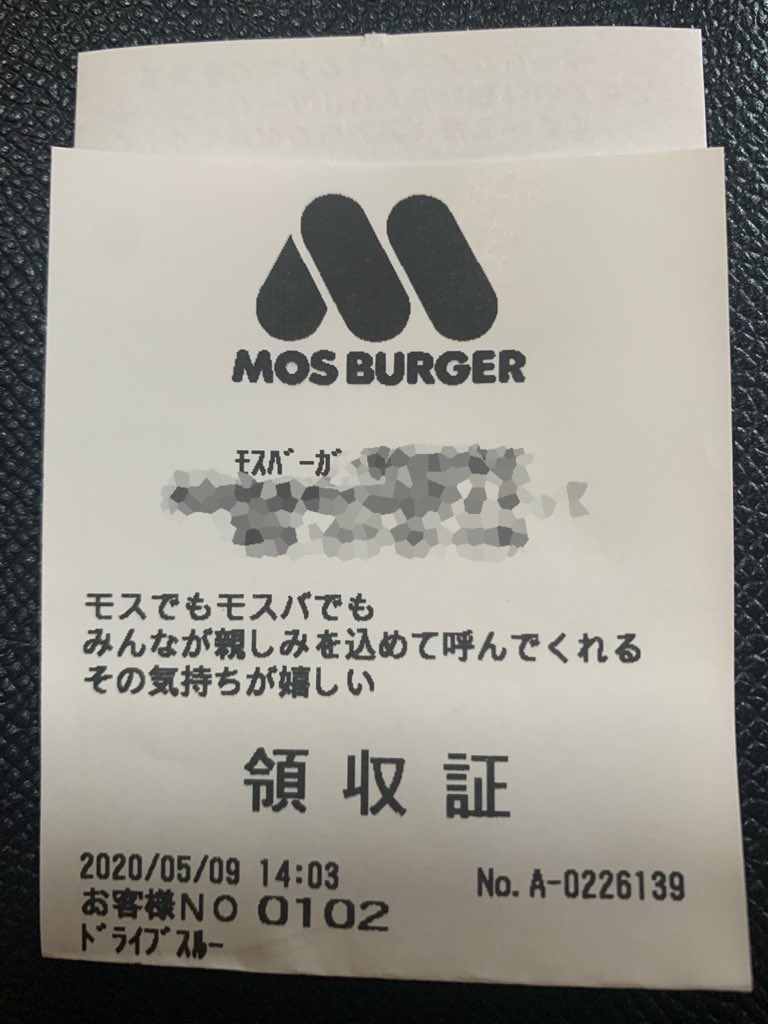 MOS BURGER
ﾓｽﾊﾞｰｶﾞ
モスでもモスバでも
みんなが親しみを込めて呼んでくれる
その気持ちが嬉しい
領収証
2020/05/09 14:03 No. A-0226139
お客様NO 0102
ﾄﾞﾗｲﾌﾞｽﾙｰ